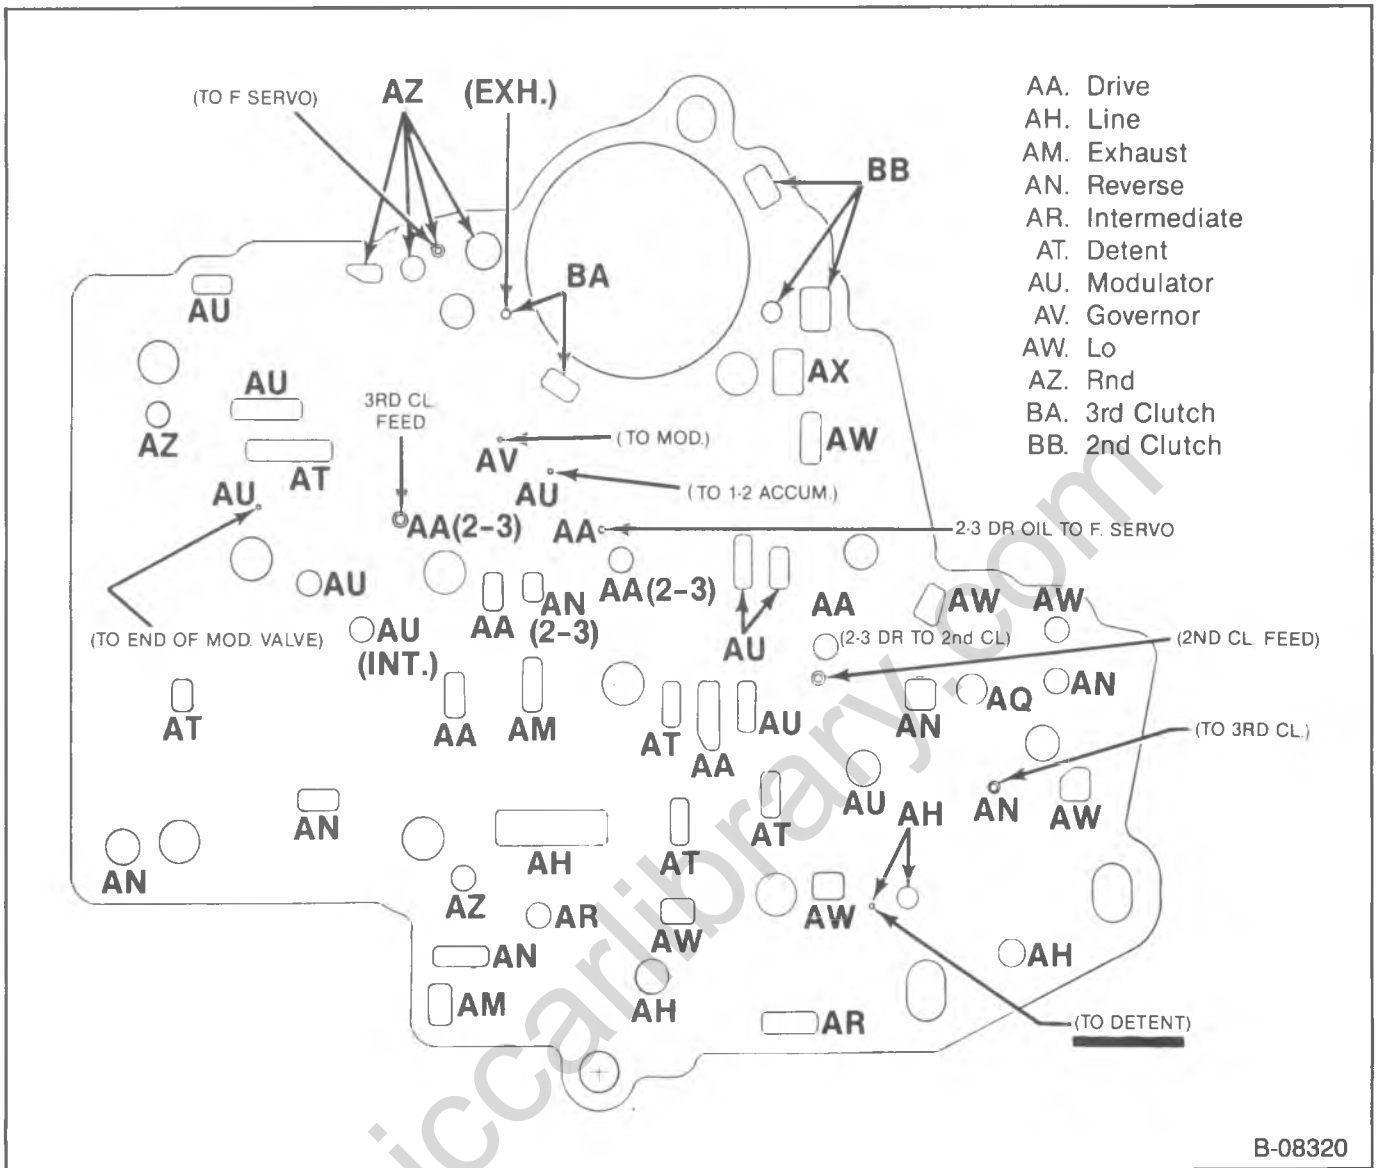 (TO F SERVO)
AZ
(EXH.)
BB
AA. Drive
AH. Line
AM. Exhaust
AN. Reverse
AR. Intermediate
AT. Detent
AU. Modulator
AV. Governor
AW. Lo
AZ. Rnd
BA. 3rd Clutch
BB. 2nd Clutch
AU
BA
AX
AU
3RD CL.
FEED
AZ
AT
(TO MOD.)
AW
AV
AU
AU
(TO 1-2 ACCUM.)
AA(2-3)
AA
2-3 DR OIL TO F. SERVO
AU
AA
AN
(2-3)
AA(2-3)
AU
AA
AW
AW
(TO END OF MOD. VALVE)
AU
(INT.)
(2-3 DR TO 2nd CL)
(2ND CL. FEED)
AT
AA
AM
AT
AA
AU
AN
AQ
AN
(TO 3RD CL.)
AN
AN
AH
AT
AT
AU
AH
AN
AW
AZ
AR
AW
AW
AN
AM
AH
AR
AH
(TO DETENT)
B-08320
iccarlibrary.com